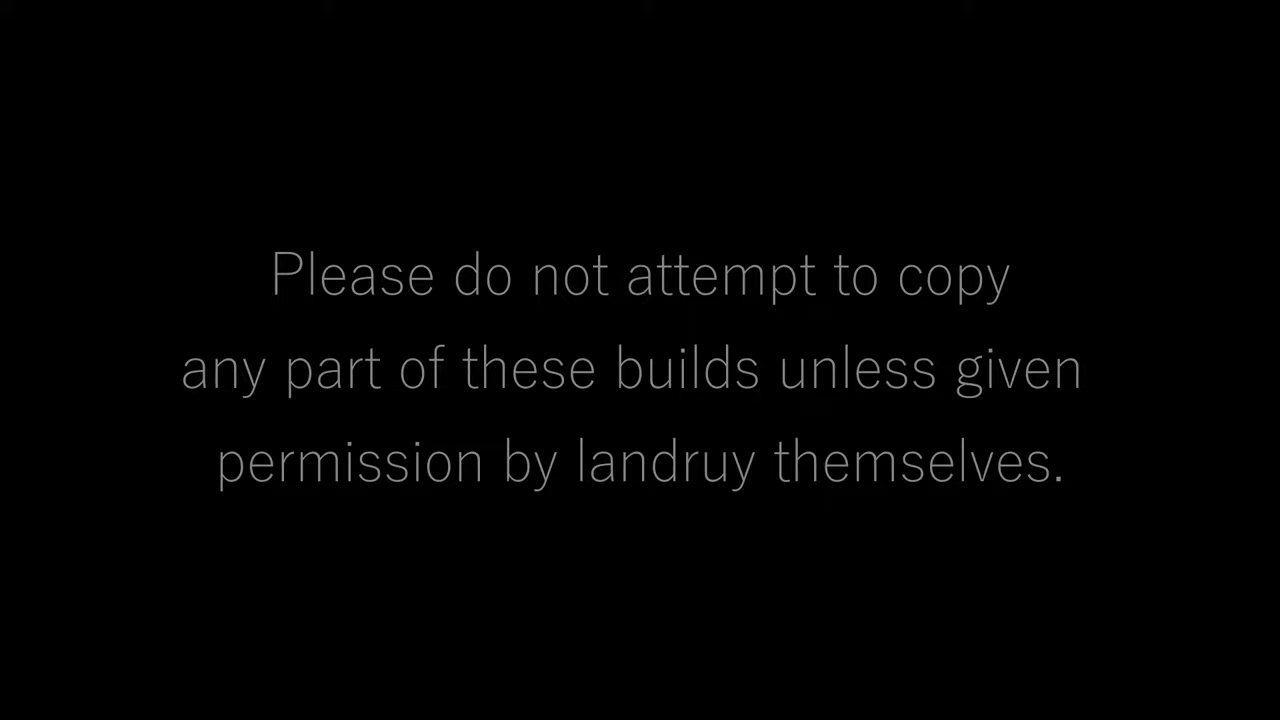 Please do not attempt to copy
any part of these builds unless given
permission by landruy themselves.